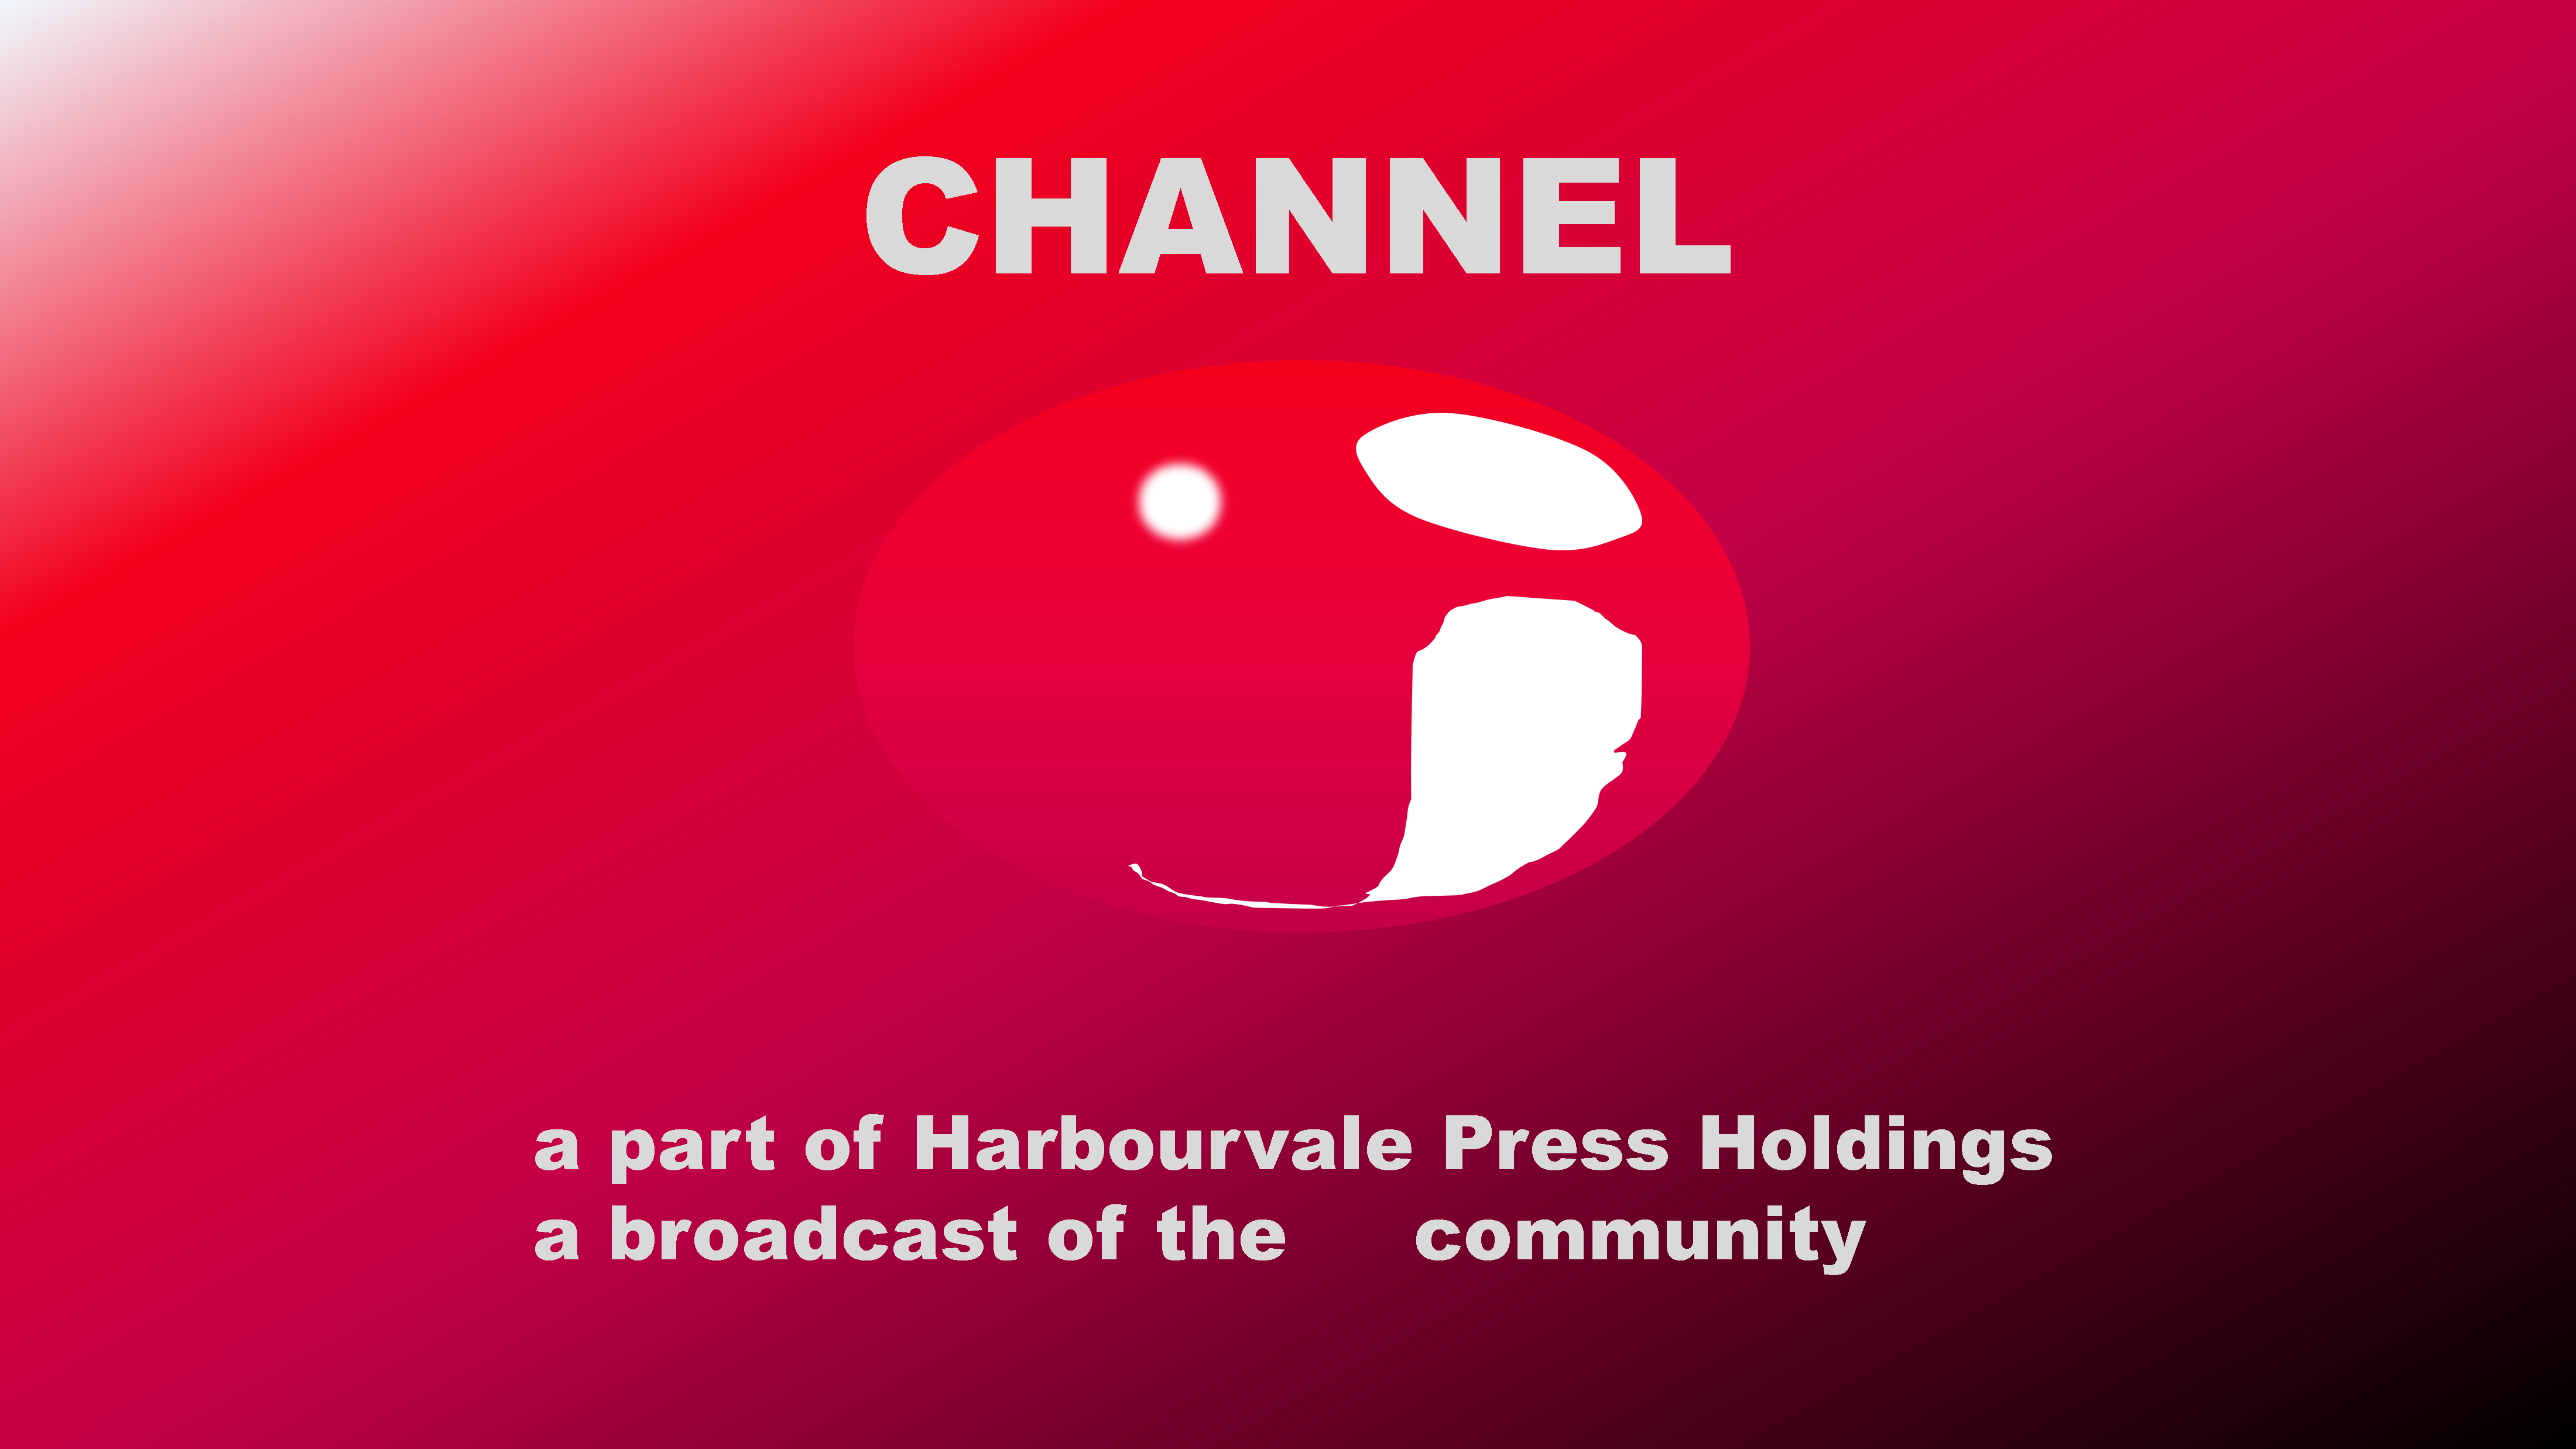 CHANNEL
a part of Harbourvale Press Holdings
a broadcast of the community